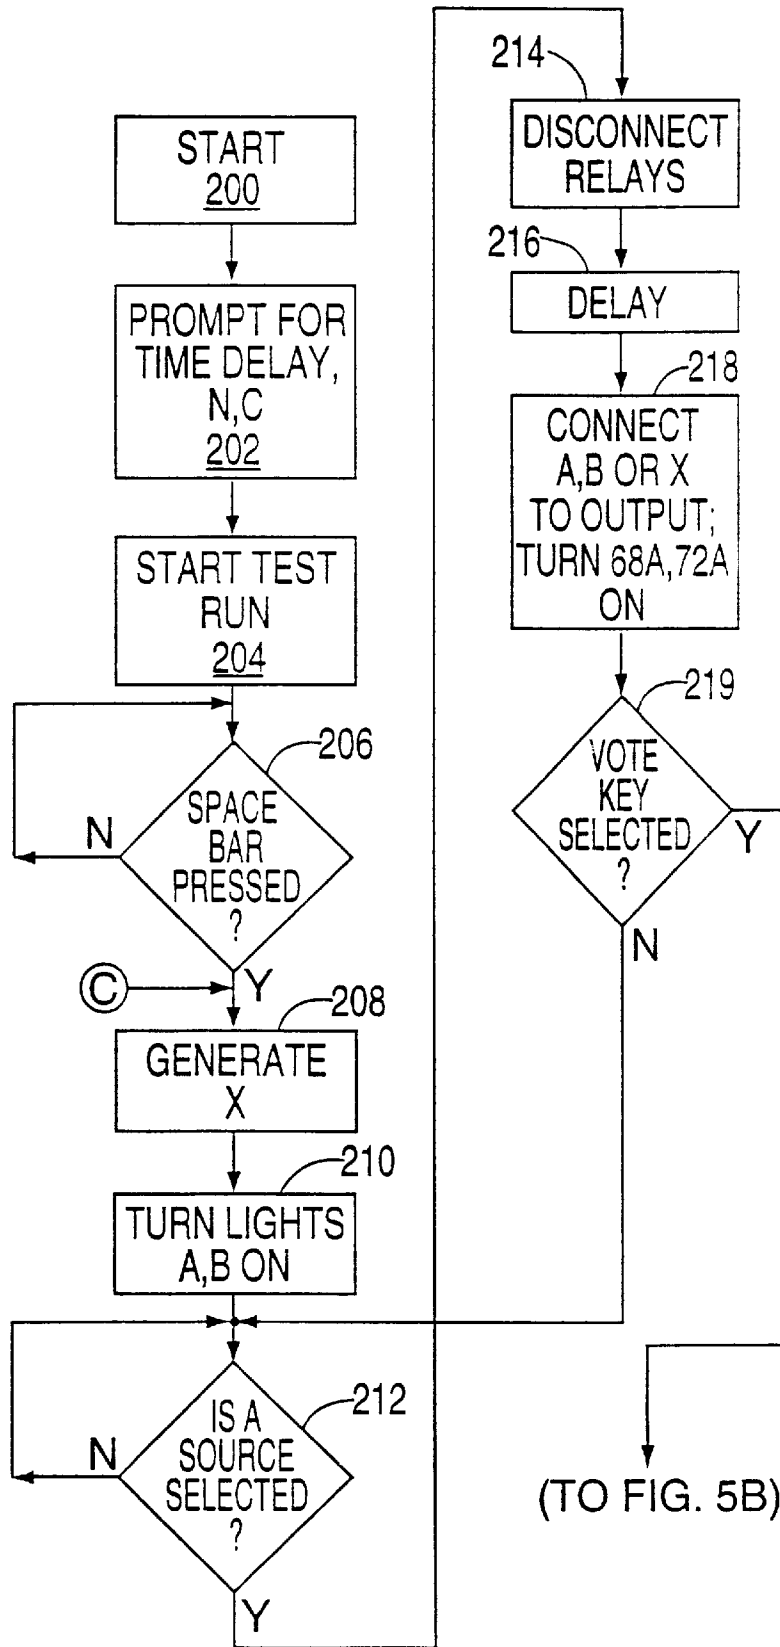 START
200
PROMPT FOR
TIME DELAY,
N,C
202
START TEST
RUN
204
206
SPACE
BAR
PRESSED
?
N
Y
C
208
GENERATE
X
210
TURN LIGHTS
A,B ON
212
IS A
SOURCE
SELECTED
?
N
Y
214
DISCONNECT
RELAYS
216
DELAY
218
CONNECT
A,B OR X
TO OUTPUT;
TURN 68A,72A
ON
219
VOTE
KEY
SELECTED
?
Y
N
(TO FIG. 5B)